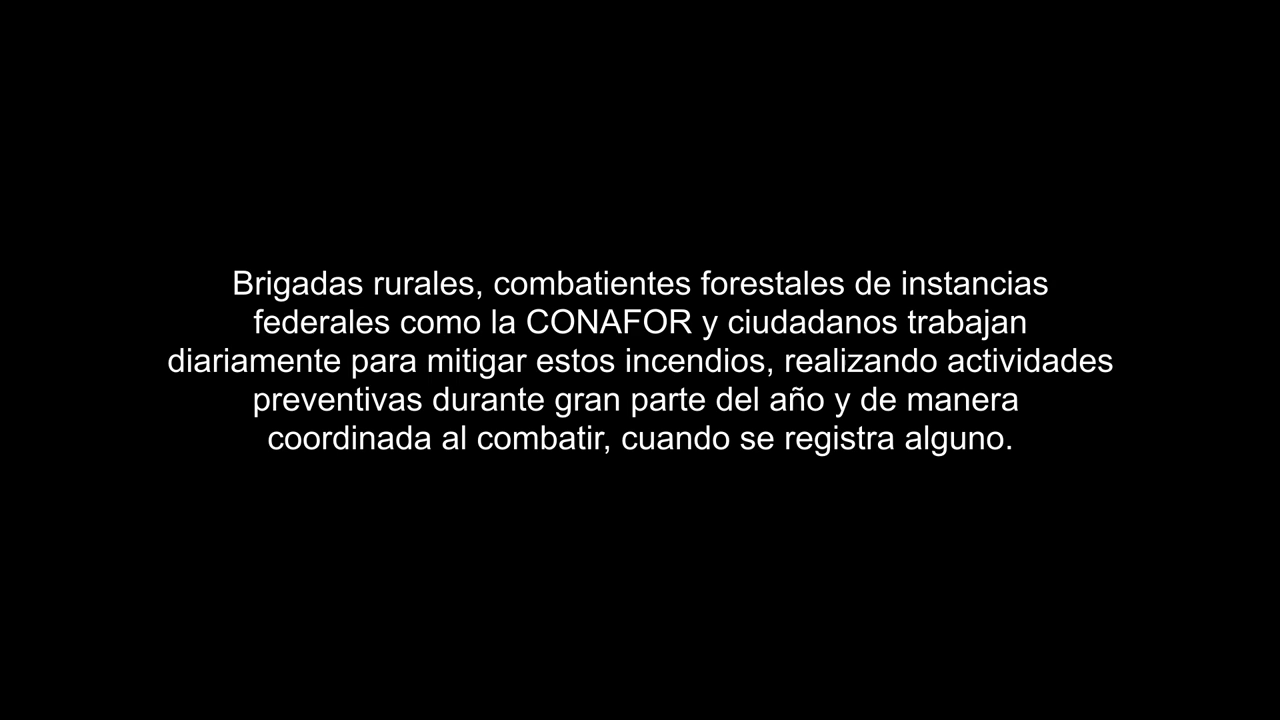 Brigadas rurales, combatientes forestales de instancias
federales como la CONAFOR y ciudadanos trabajan
diariamente para mitigar estos incendios, realizando actividades
preventivas durante gran parte del año y de manera
coordinada al combatir, cuando se registra alguno.